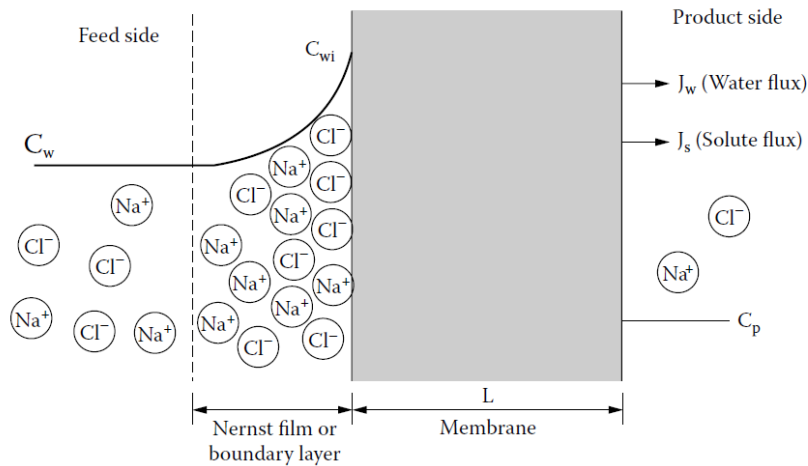 Feed side
Product side
C_wi
J_w (Water flux)
J_s (Solute flux)
C_w
Cl⁻
Na⁺
Cl⁻
Na⁺
Cl⁻
Cl⁻
Na⁺
Cl⁻
Na⁺
Cl⁻
Cl⁻
Na⁺
Cl⁻
Cl⁻
Na⁺
Na⁺
Na⁺
Na⁺
Cl⁻
Na⁺
Na⁺
Cl⁻
Cl⁻
C_p
L
Nernst film or
boundary layer
Membrane